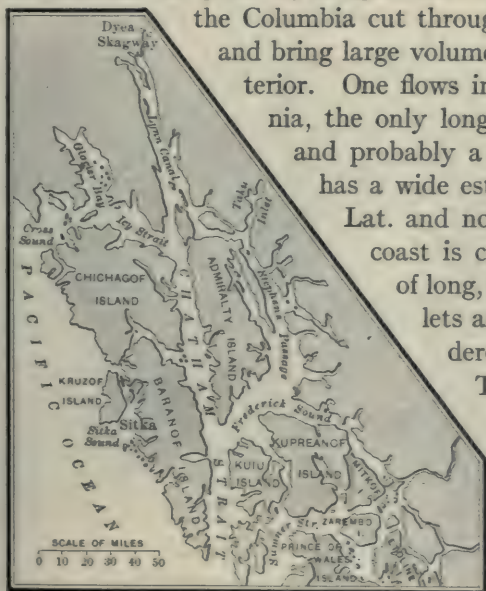 the Columbia cut throug
and bring large volume
terior. One flows in
nia, the only long
and probably a
has a wide est
Lat. and no
coast is c
of long,
lets a
dere
T
Dyea
Skagway
Lynn Canal
Glacier Bay
Taku
Inlet
Cross
Sound
Icy Strait
CHICHAGOF
ISLAND
ADMIRALTY
ISLAND
Stephens
Passage
PACIFIC OCEAN
CHATHAM STRAIT
KRUZOF
ISLAND
Sitka
Sitka
Sound
BARANOF
ISLAND
Frederick Sound
KUPREANOF
ISLAND
KUIU
ISLAND
MITKOF
I.
Sumner Str.
ZAREMBO
I.
PRINCE OF
WALES
ISLAND
SCALE OF MILES
0 10 20 30 40 50